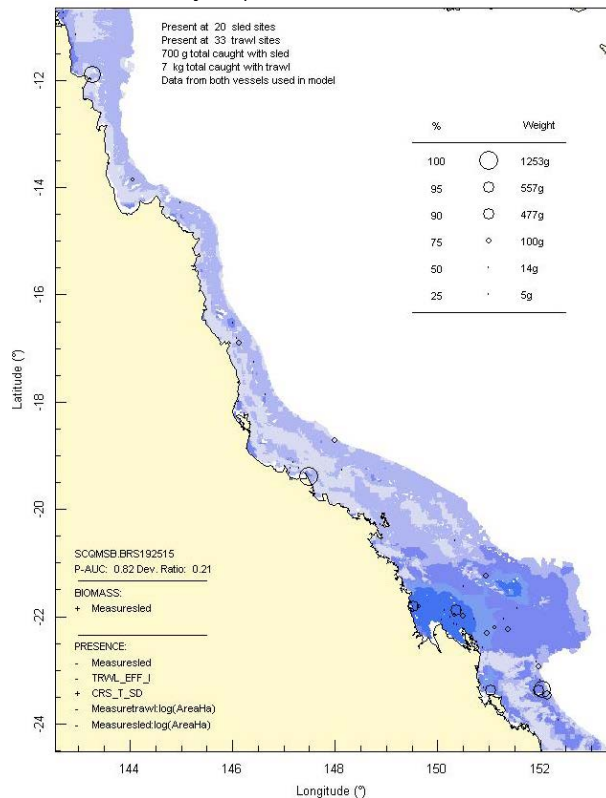 Present at 20 sled sites
Present at 33 trawl sites
700 g total caught with sled
7 kg total caught with trawl
Data from both vessels used in model
% Weight
100 1253g
95 557g
90 477g
75 100g
50 14g
25 5g
-12
-14
-16
-18
-20
-22
-24
Latitude (°)
SCQMSB.BRS192515
P-AUC: 0.82 Dev. Ratio: 0.21
BIOMASS:
+ Measuresled
PRESENCE:
- Measuresled
- TRWL_EFF_I
+ CRS_T_SD
- Measuretrawl:log(AreaHa)
- Measuresled:log(AreaHa)
144 146 148 150 152
Longitude (°)